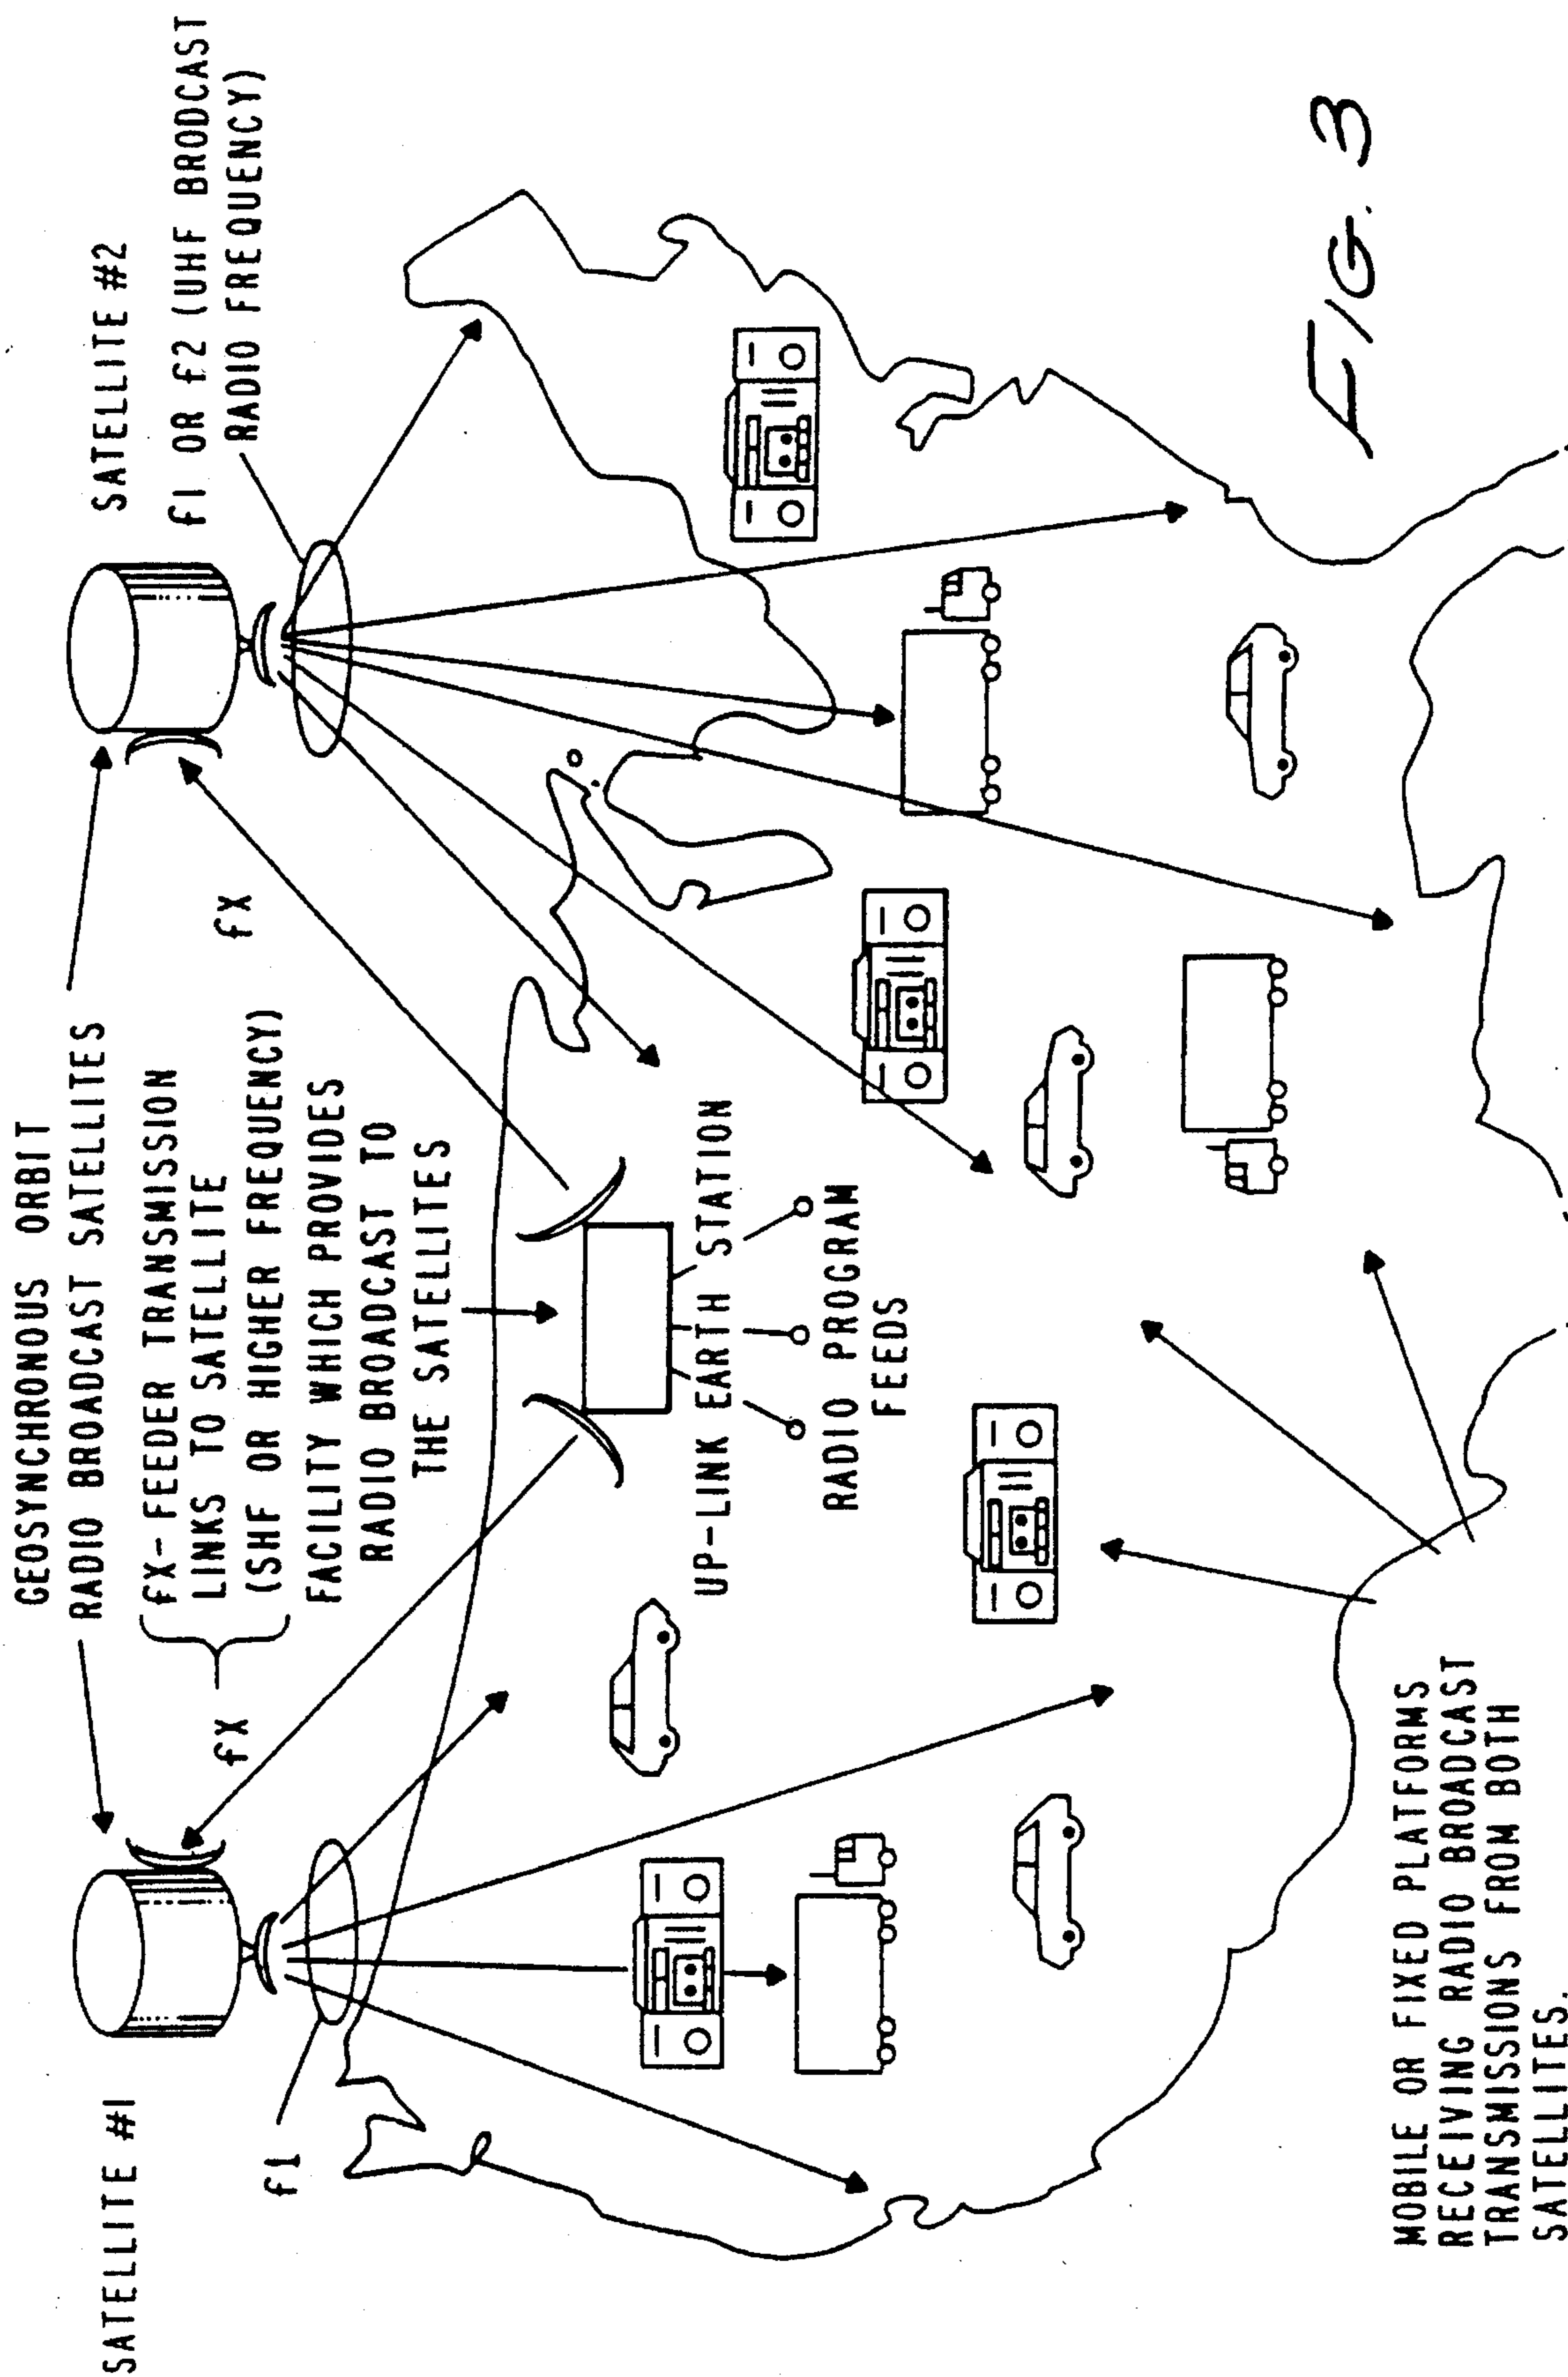 GEOSYNCHRONOUS ORBIT
RADIO BROADCAST SATELLITES
SATELLITE #1
SATELLITE #2
fX-FEEDER TRANSMISSION
LINKS TO SATELLITE
(SHF OR HIGHER FREQUENCY)
fX
fX
f1 OR f2 (UHF BRODCAST
RADIO FREQUENCY)
f1
FACILITY WHICH PROVIDES
RADIO BROADCAST TO
THE SATELLITES
UP-LINK EARTH STATION
RADIO PROGRAM
FEEDS
MOBILE OR FIXED PLATFORMS
RECEIVING RADIO BROADCAST
TRANSMISSIONS FROM BOTH
SATELLITES.
FIG. 3